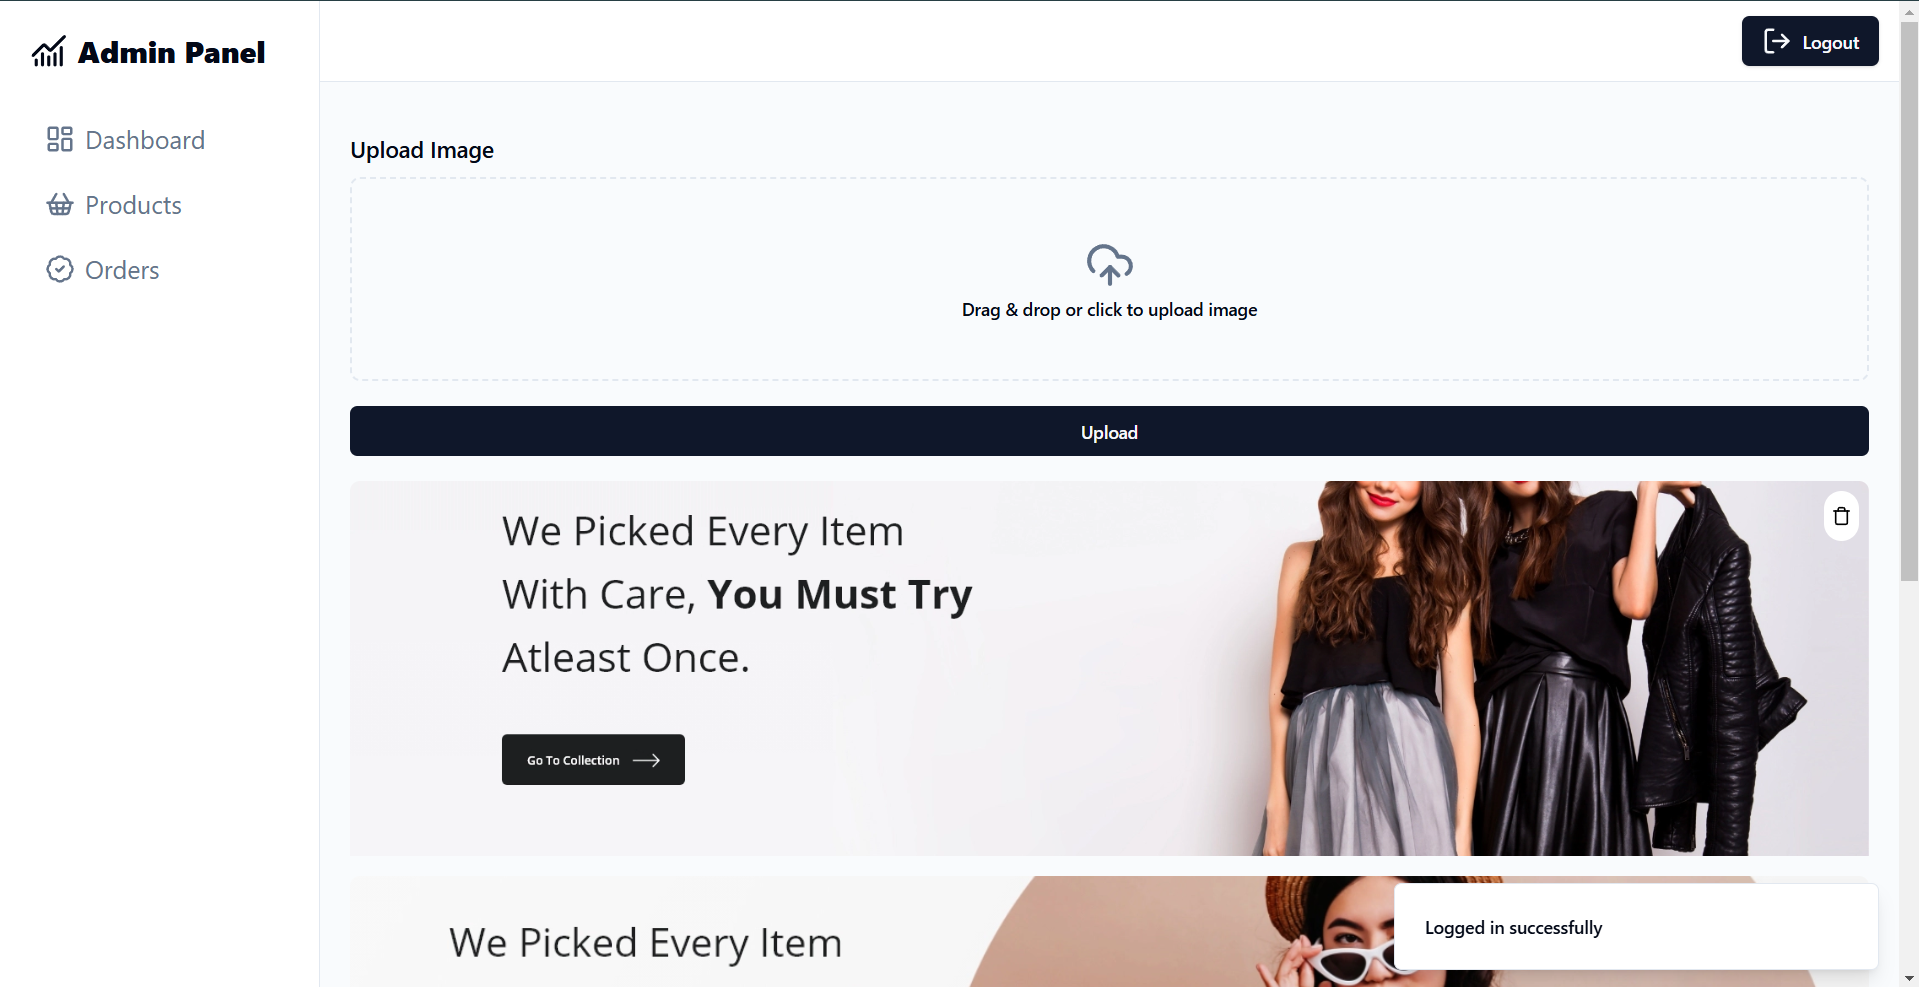 Admin Panel
Logout
Dashboard
Products
Orders
Upload Image
Drag & drop or click to upload image
Upload
We Picked Every Item
With Care, You Must Try
Atleast Once.
Go To Collection
We Picked Every Item
Logged in successfully